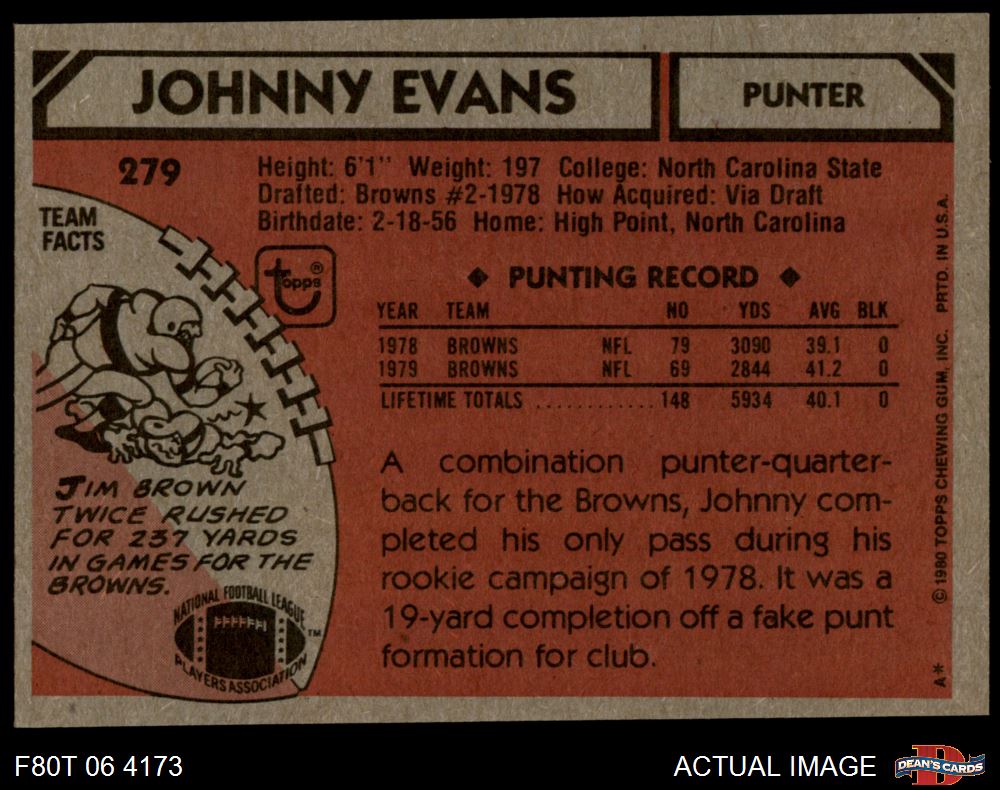 JOHNNY EVANS
PUNTER
279
Height: 6'1" Weight: 197 College: North Carolina State
Drafted: Browns #2-1978 How Acquired: Via Draft
Birthdate: 2-18-56 Home: High Point, North Carolina
TEAM
FACTS
topps®
JIM BROWN
TWICE RUSHED
FOR 237 YARDS
IN GAMES FOR THE
BROWNS.
NATIONAL FOOTBALL LEAGUE
PLAYERS ASSOCIATION
™
◆ PUNTING RECORD ◆
YEAR TEAM NO YDS AVG BLK
1978 BROWNS NFL 79 3090 39.1 0
1979 BROWNS NFL 69 2844 41.2 0
LIFETIME TOTALS ............ 148 5934 40.1 0
A combination punter-quarter-
back for the Browns, Johnny com-
pleted his only pass during his
rookie campaign of 1978. It was a
19-yard completion off a fake punt
formation for club.
A* © 1980 TOPPS CHEWING GUM, INC. PRTD. IN U.S.A.
F80T 06 4173
ACTUAL IMAGE
D
DEAN'S CARDS